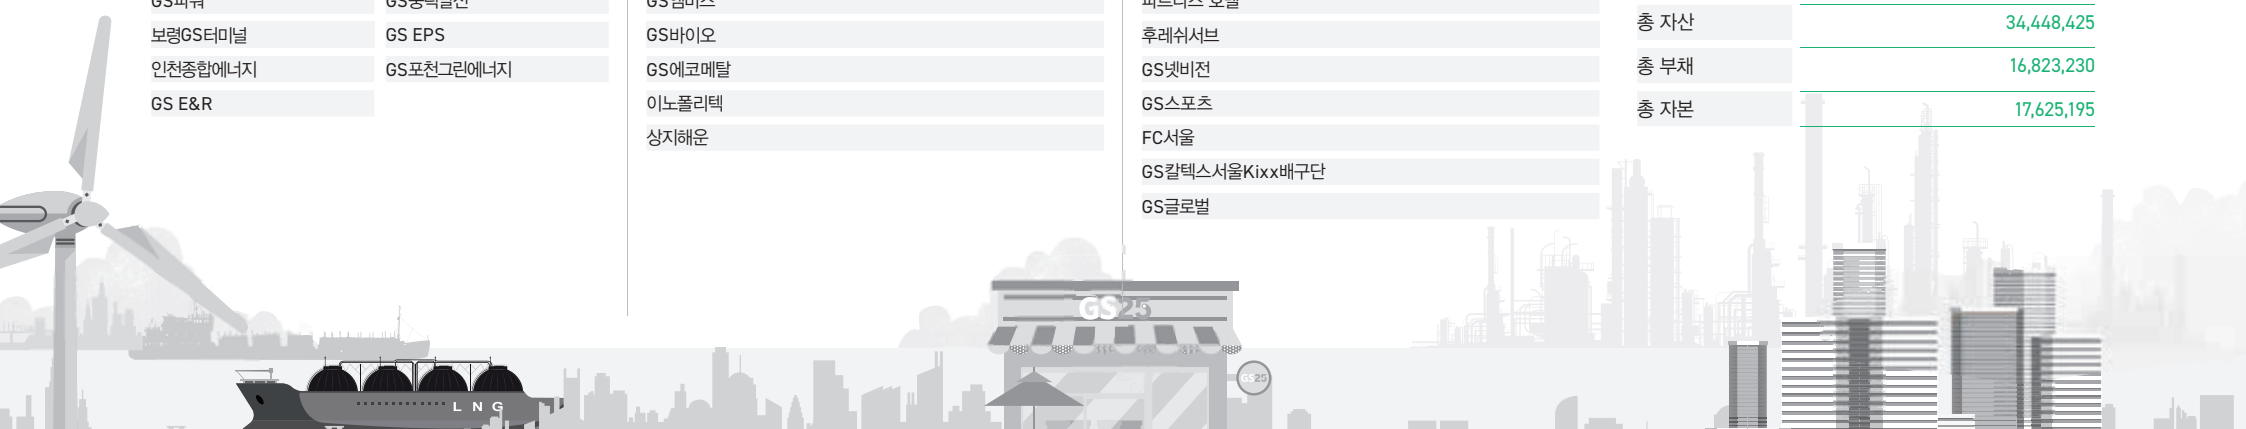 보령GS터미널
인천종합에너지
GS E&R
GS EPS
GS포천그린에너지
GS바이오
GS에코메탈
이노폴리텍
상지해운
후레쉬서브
GS넷비전
GS스포츠
FC서울
GS칼텍스서울Kixx배구단
GS글로벌
총 자산 34,448,425
총 부채 16,823,230
총 자본 17,625,195
GS25
GS25
LNG